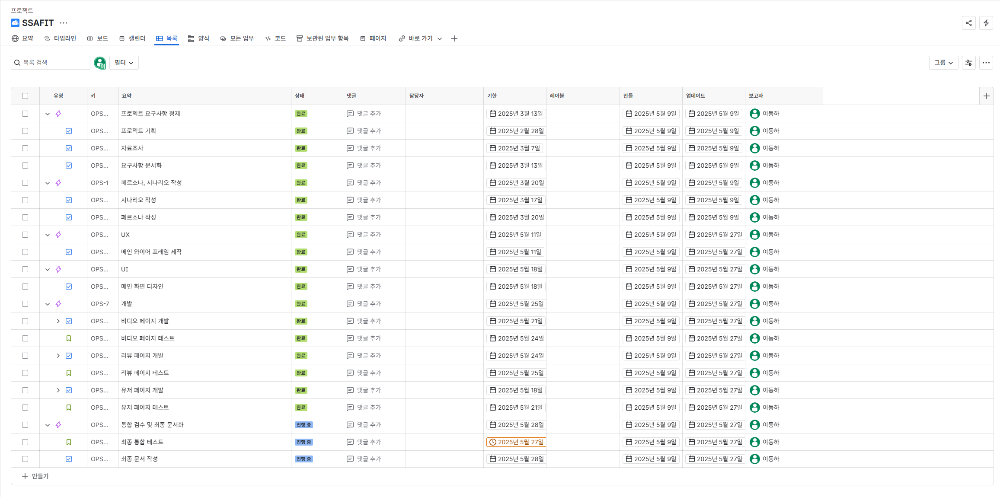 프로젝트
SSAFIT
요약 타임라인 보드 캘린더 목록 양식 모든 업무 코드 보관된 업무 항목 페이지 바로 가기
목록 검색 이 필터 그룹
유형 키 요약 상태 댓글 담당자 기한 레이블 만듦 업데이트 보고자
OPS... 프로젝트 요구사항 정제 완료 댓글 추가 2025년 3월 13일 2025년 5월 9일 2025년 5월 9일 이동하
OPS... 프로젝트 기획 완료 댓글 추가 2025년 2월 28일 2025년 5월 9일 2025년 5월 9일 이동하
OPS... 자료조사 완료 댓글 추가 2025년 3월 7일 2025년 5월 9일 2025년 5월 9일 이동하
OPS... 요구사항 문서화 완료 댓글 추가 2025년 3월 13일 2025년 5월 9일 2025년 5월 9일 이동하
OPS-1 페르소나, 시나리오 작성 완료 댓글 추가 2025년 3월 20일 2025년 5월 9일 2025년 5월 9일 이동하
OPS... 시나리오 작성 완료 댓글 추가 2025년 3월 17일 2025년 5월 9일 2025년 5월 9일 이동하
OPS... 페르소나 작성 완료 댓글 추가 2025년 3월 20일 2025년 5월 9일 2025년 5월 9일 이동하
OPS... UX 완료 댓글 추가 2025년 5월 11일 2025년 5월 9일 2025년 5월 27일 이동하
OPS... 메인 와이어 프레임 제작 완료 댓글 추가 2025년 5월 11일 2025년 5월 9일 2025년 5월 27일 이동하
OPS... UI 완료 댓글 추가 2025년 5월 18일 2025년 5월 9일 2025년 5월 27일 이동하
OPS... 메인 화면 디자인 완료 댓글 추가 2025년 5월 18일 2025년 5월 9일 2025년 5월 27일 이동하
OPS-7 개발 완료 댓글 추가 2025년 5월 25일 2025년 5월 9일 2025년 5월 27일 이동하
OPS... 비디오 페이지 개발 완료 댓글 추가 2025년 5월 21일 2025년 5월 9일 2025년 5월 27일 이동하
OPS... 비디오 페이지 테스트 완료 댓글 추가 2025년 5월 24일 2025년 5월 9일 2025년 5월 27일 이동하
OPS... 리뷰 페이지 개발 완료 댓글 추가 2025년 5월 24일 2025년 5월 9일 2025년 5월 27일 이동하
OPS... 리뷰 페이지 테스트 완료 댓글 추가 2025년 5월 25일 2025년 5월 9일 2025년 5월 27일 이동하
OPS... 유저 페이지 개발 완료 댓글 추가 2025년 5월 18일 2025년 5월 9일 2025년 5월 27일 이동하
OPS... 유저 페이지 테스트 완료 댓글 추가 2025년 5월 21일 2025년 5월 9일 2025년 5월 27일 이동하
OPS... 통합 검수 및 최종 문서화 진행 중 댓글 추가 2025년 5월 28일 2025년 5월 9일 2025년 5월 27일 이동하
OPS... 최종 통합 테스트 진행 중 댓글 추가 2025년 5월 27일 2025년 5월 9일 2025년 5월 27일 이동하
OPS... 최종 문서 작성 진행 중 댓글 추가 2025년 5월 28일 2025년 5월 9일 2025년 5월 27일 이동하
만들기